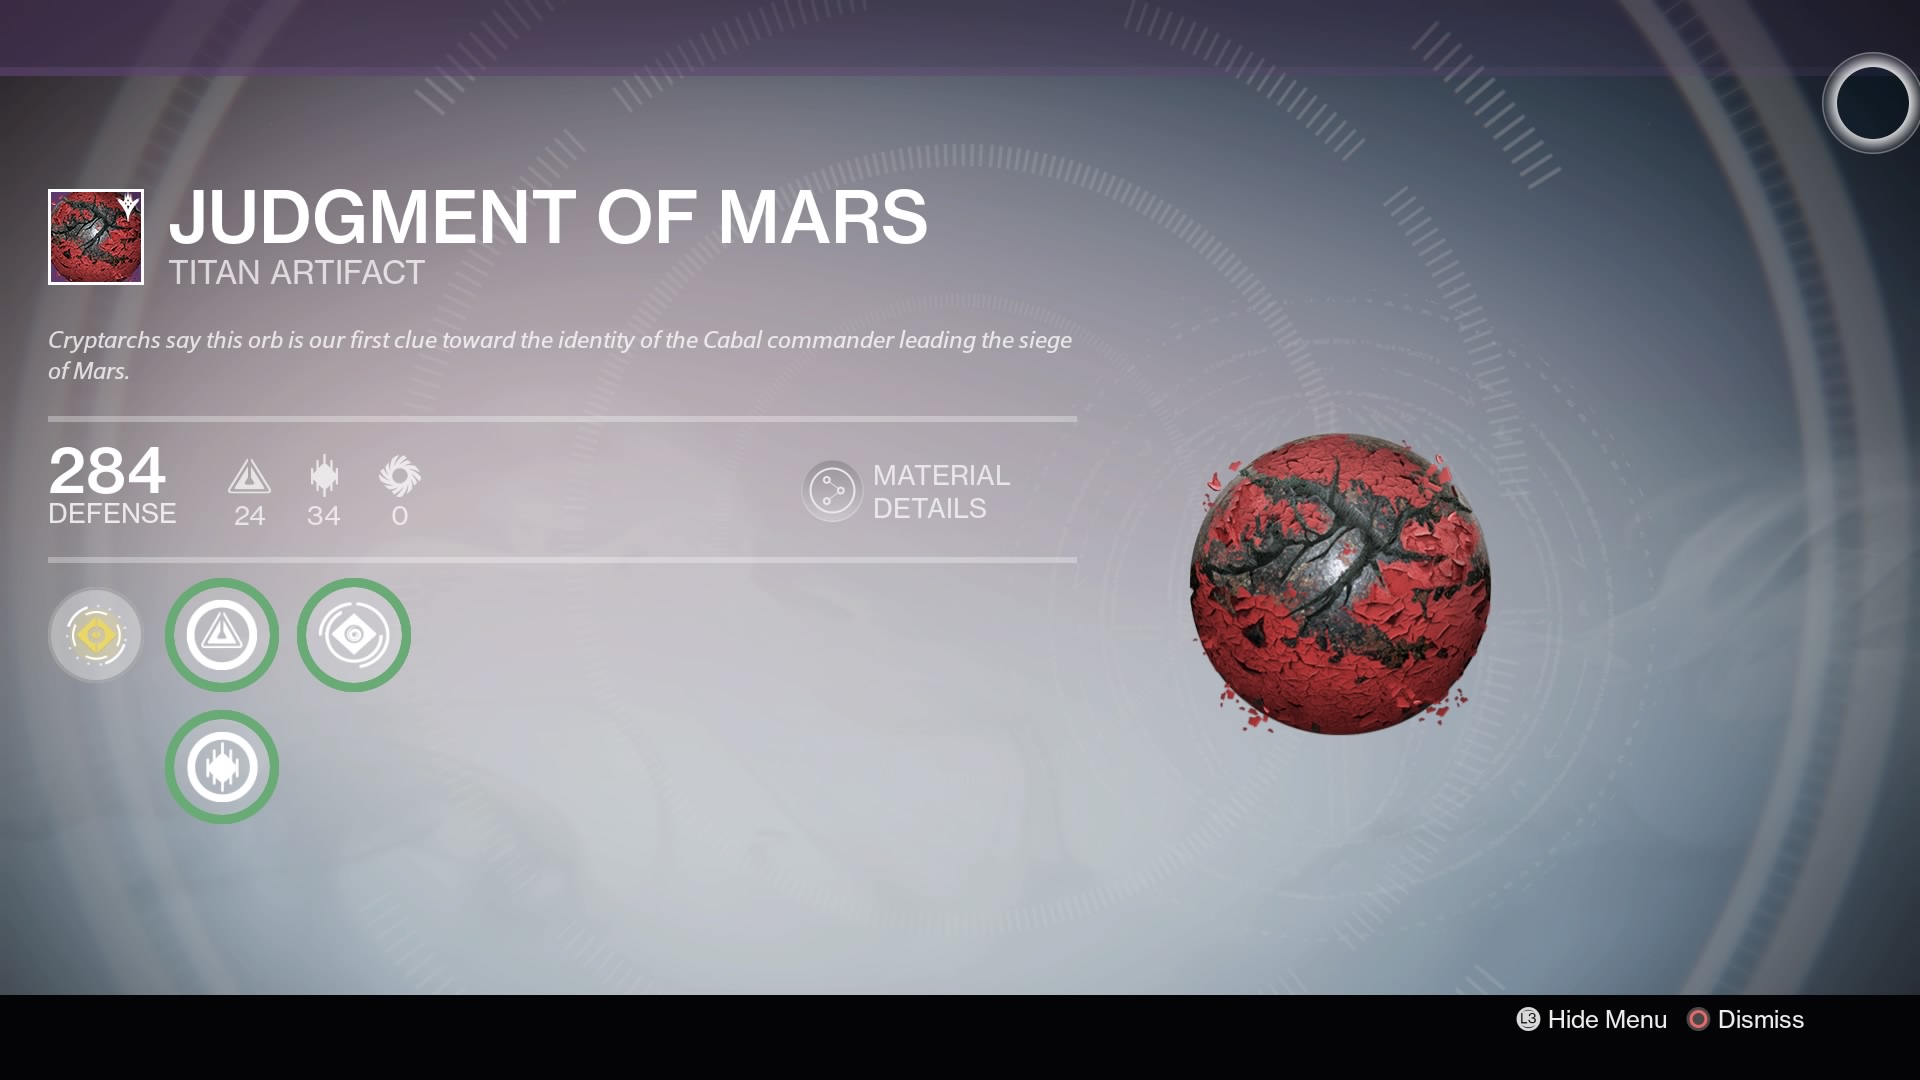 JUDGMENT OF MARS
TITAN ARTIFACT
Cryptarchs say this orb is our first clue toward the identity of the Cabal commander leading the siege
of Mars.
284
DEFENSE
24
34
0
MATERIAL
DETAILS
L3 Hide Menu
Dismiss